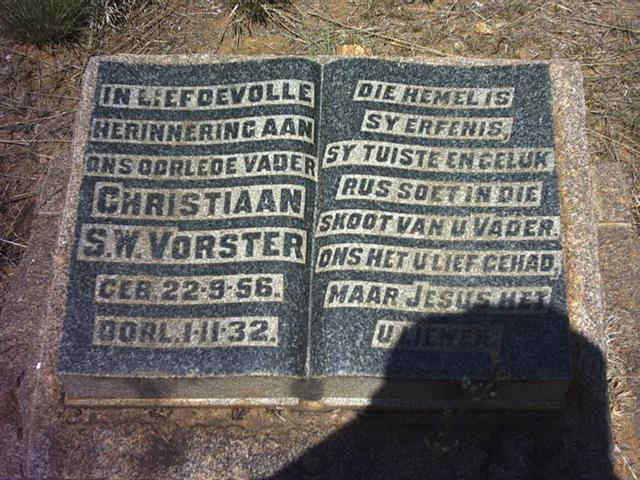 IN LIEFDEVOLLE
HERINNERING AAN
ONS OORLEDE VADER
CHRISTIAAN
S.W. VORSTER
GEB. 22-9-56.
OORL. 1-11-32.
DIE HEMEL IS
SY ERFENIS,
SY TUISTE EN GELUK
RUS SOET IN DIE
SKOOT VAN U VADER.
ONS HET U LIEF GEHAD,
MAAR JESUS HET
U LIEWER.